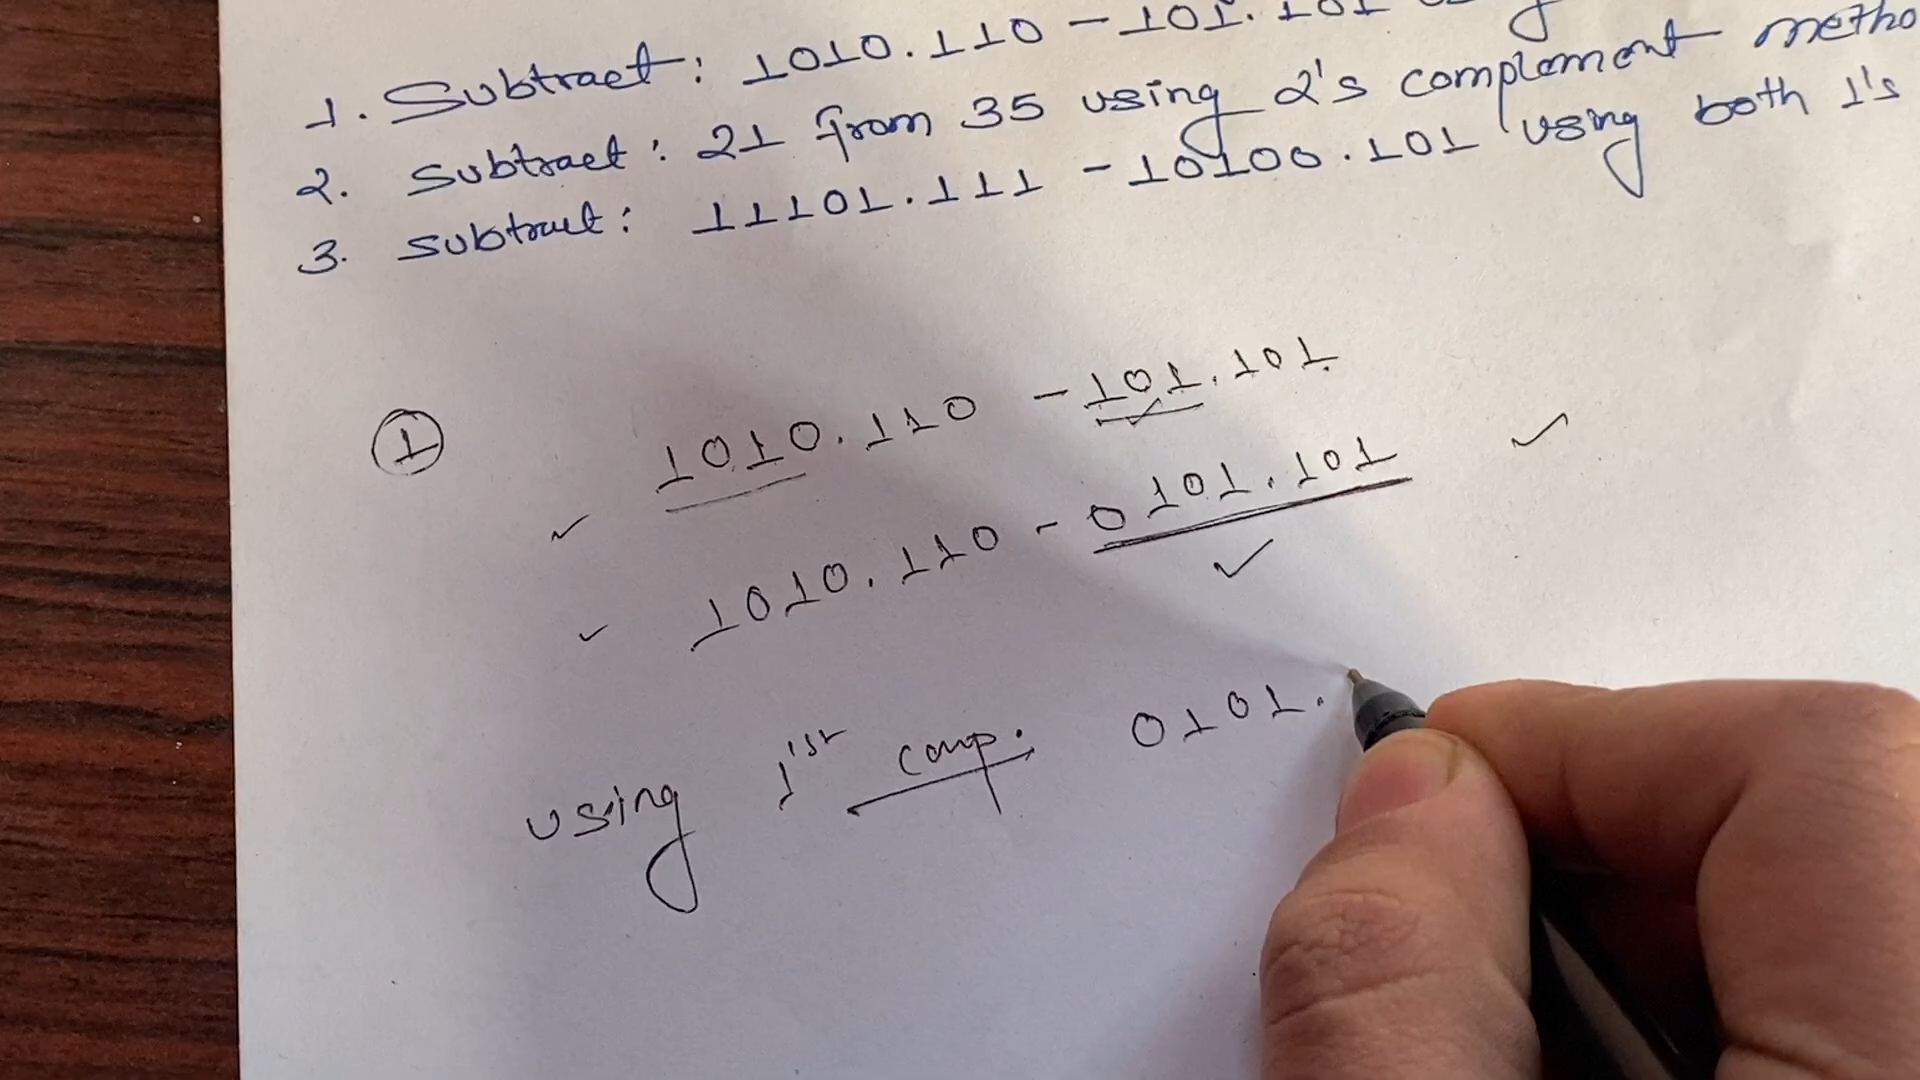 1. Subtract: 1010.110 - 101.101
2. Subtract: 21 from 35 using 2's complement metho
3. subtract: 11101.111 - 10100.101 using both 1's
1 1010.110 - 101.101
1010.110 - 0101.101
using 1'st comp. 0101.